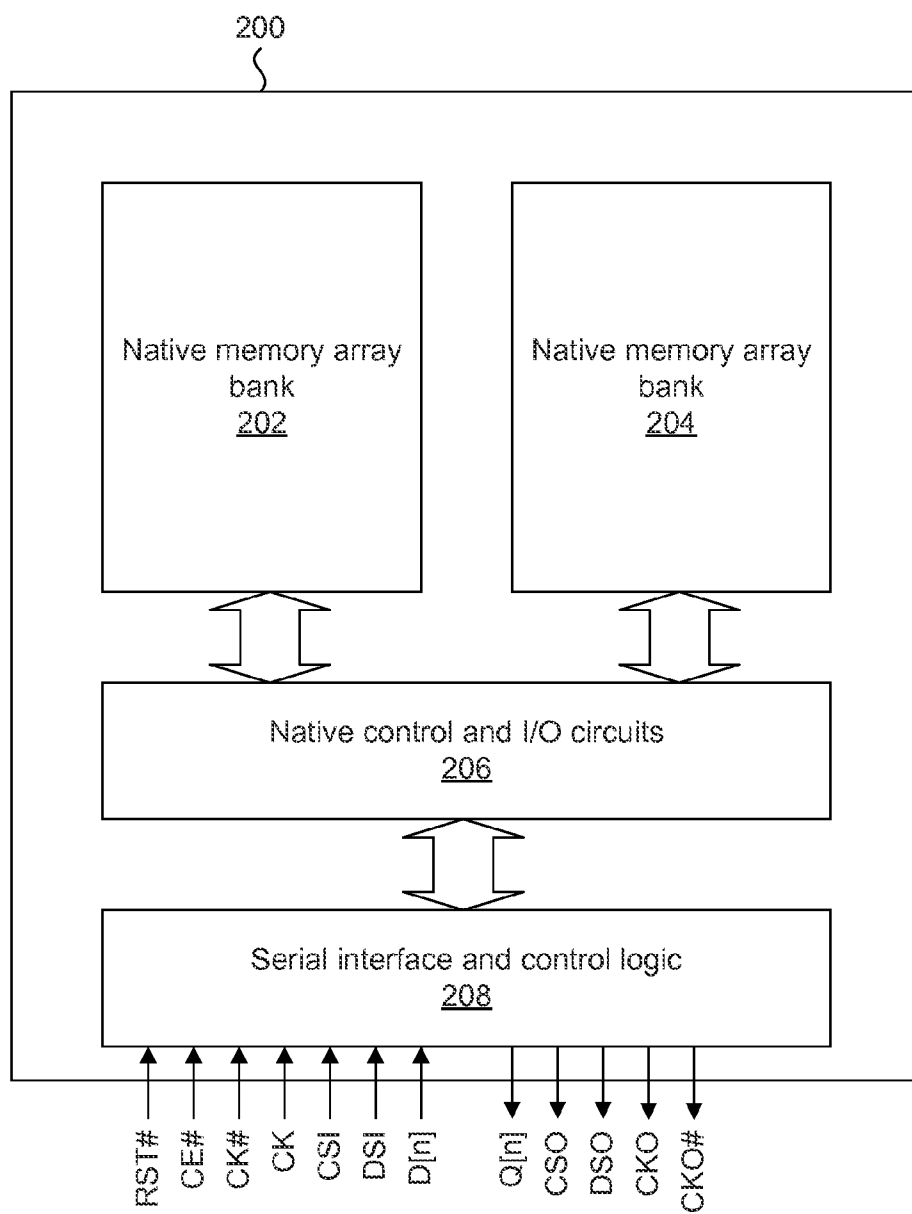 200
Native memory array
bank
202
Native memory array
bank
204
Native control and I/O circuits
206
Serial interface and control logic
208
RST#
CE#
CK#
CK
CSI
DSI
D[n]
Q[n]
CSO
DSO
CKO
CKO#